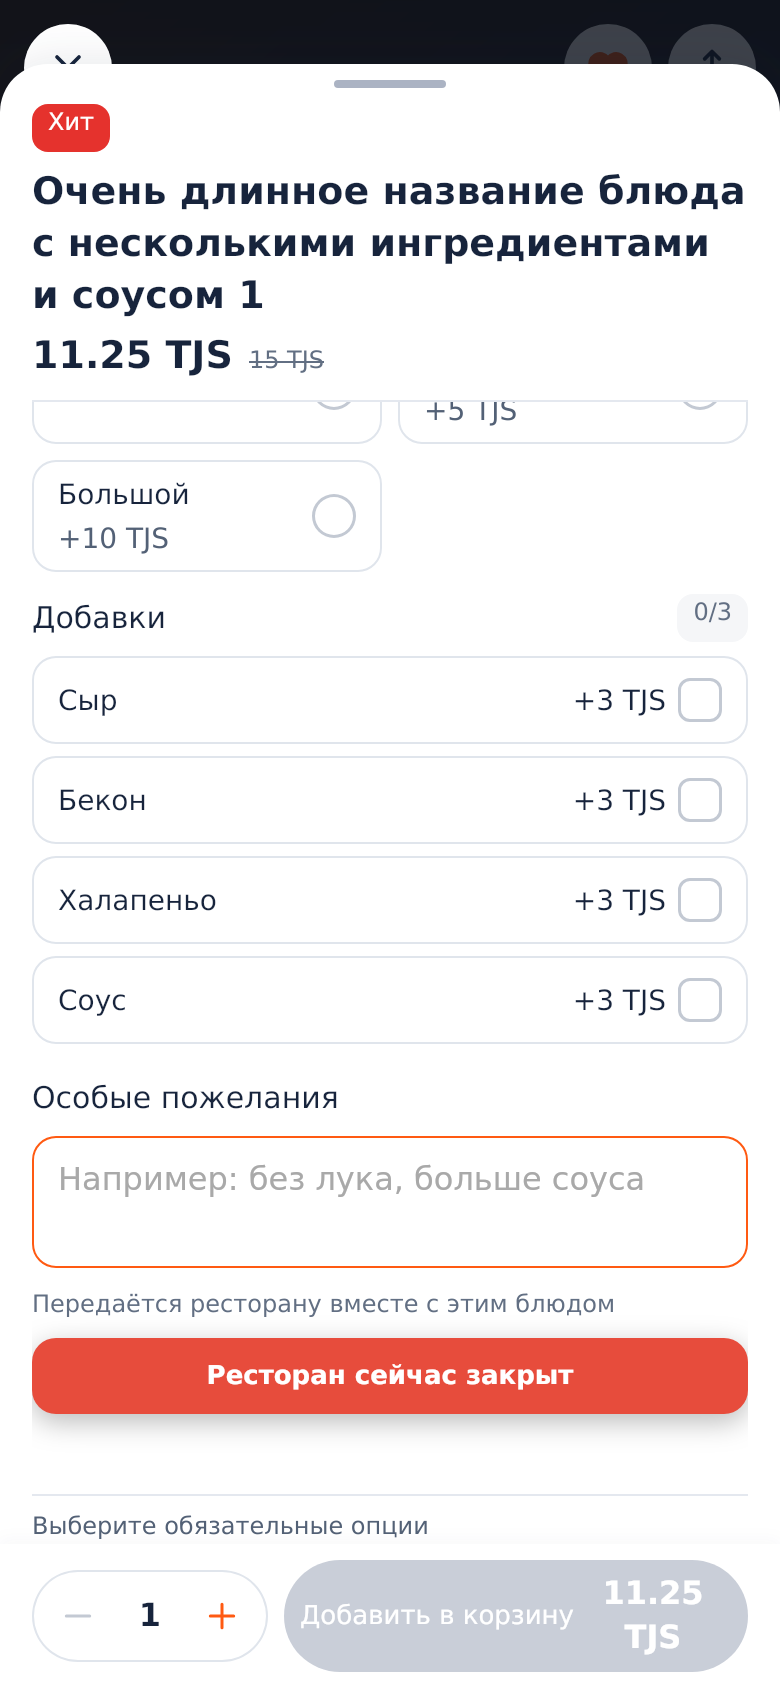 Хит
Очень длинное название блюда
с несколькими ингредиентами
и соусом 1
11.25 TJS 15 TJS
+5 TJS
Большой
+10 TJS
Добавки 0/3
Сыр +3 TJS
Бекон +3 TJS
Халапеньо +3 TJS
Соус +3 TJS
Особые пожелания
Например: без лука, больше соуса
Передаётся ресторану вместе с этим блюдом
Ресторан сейчас закрыт
Выберите обязательные опции
1 Добавить в корзину 11.25
TJS